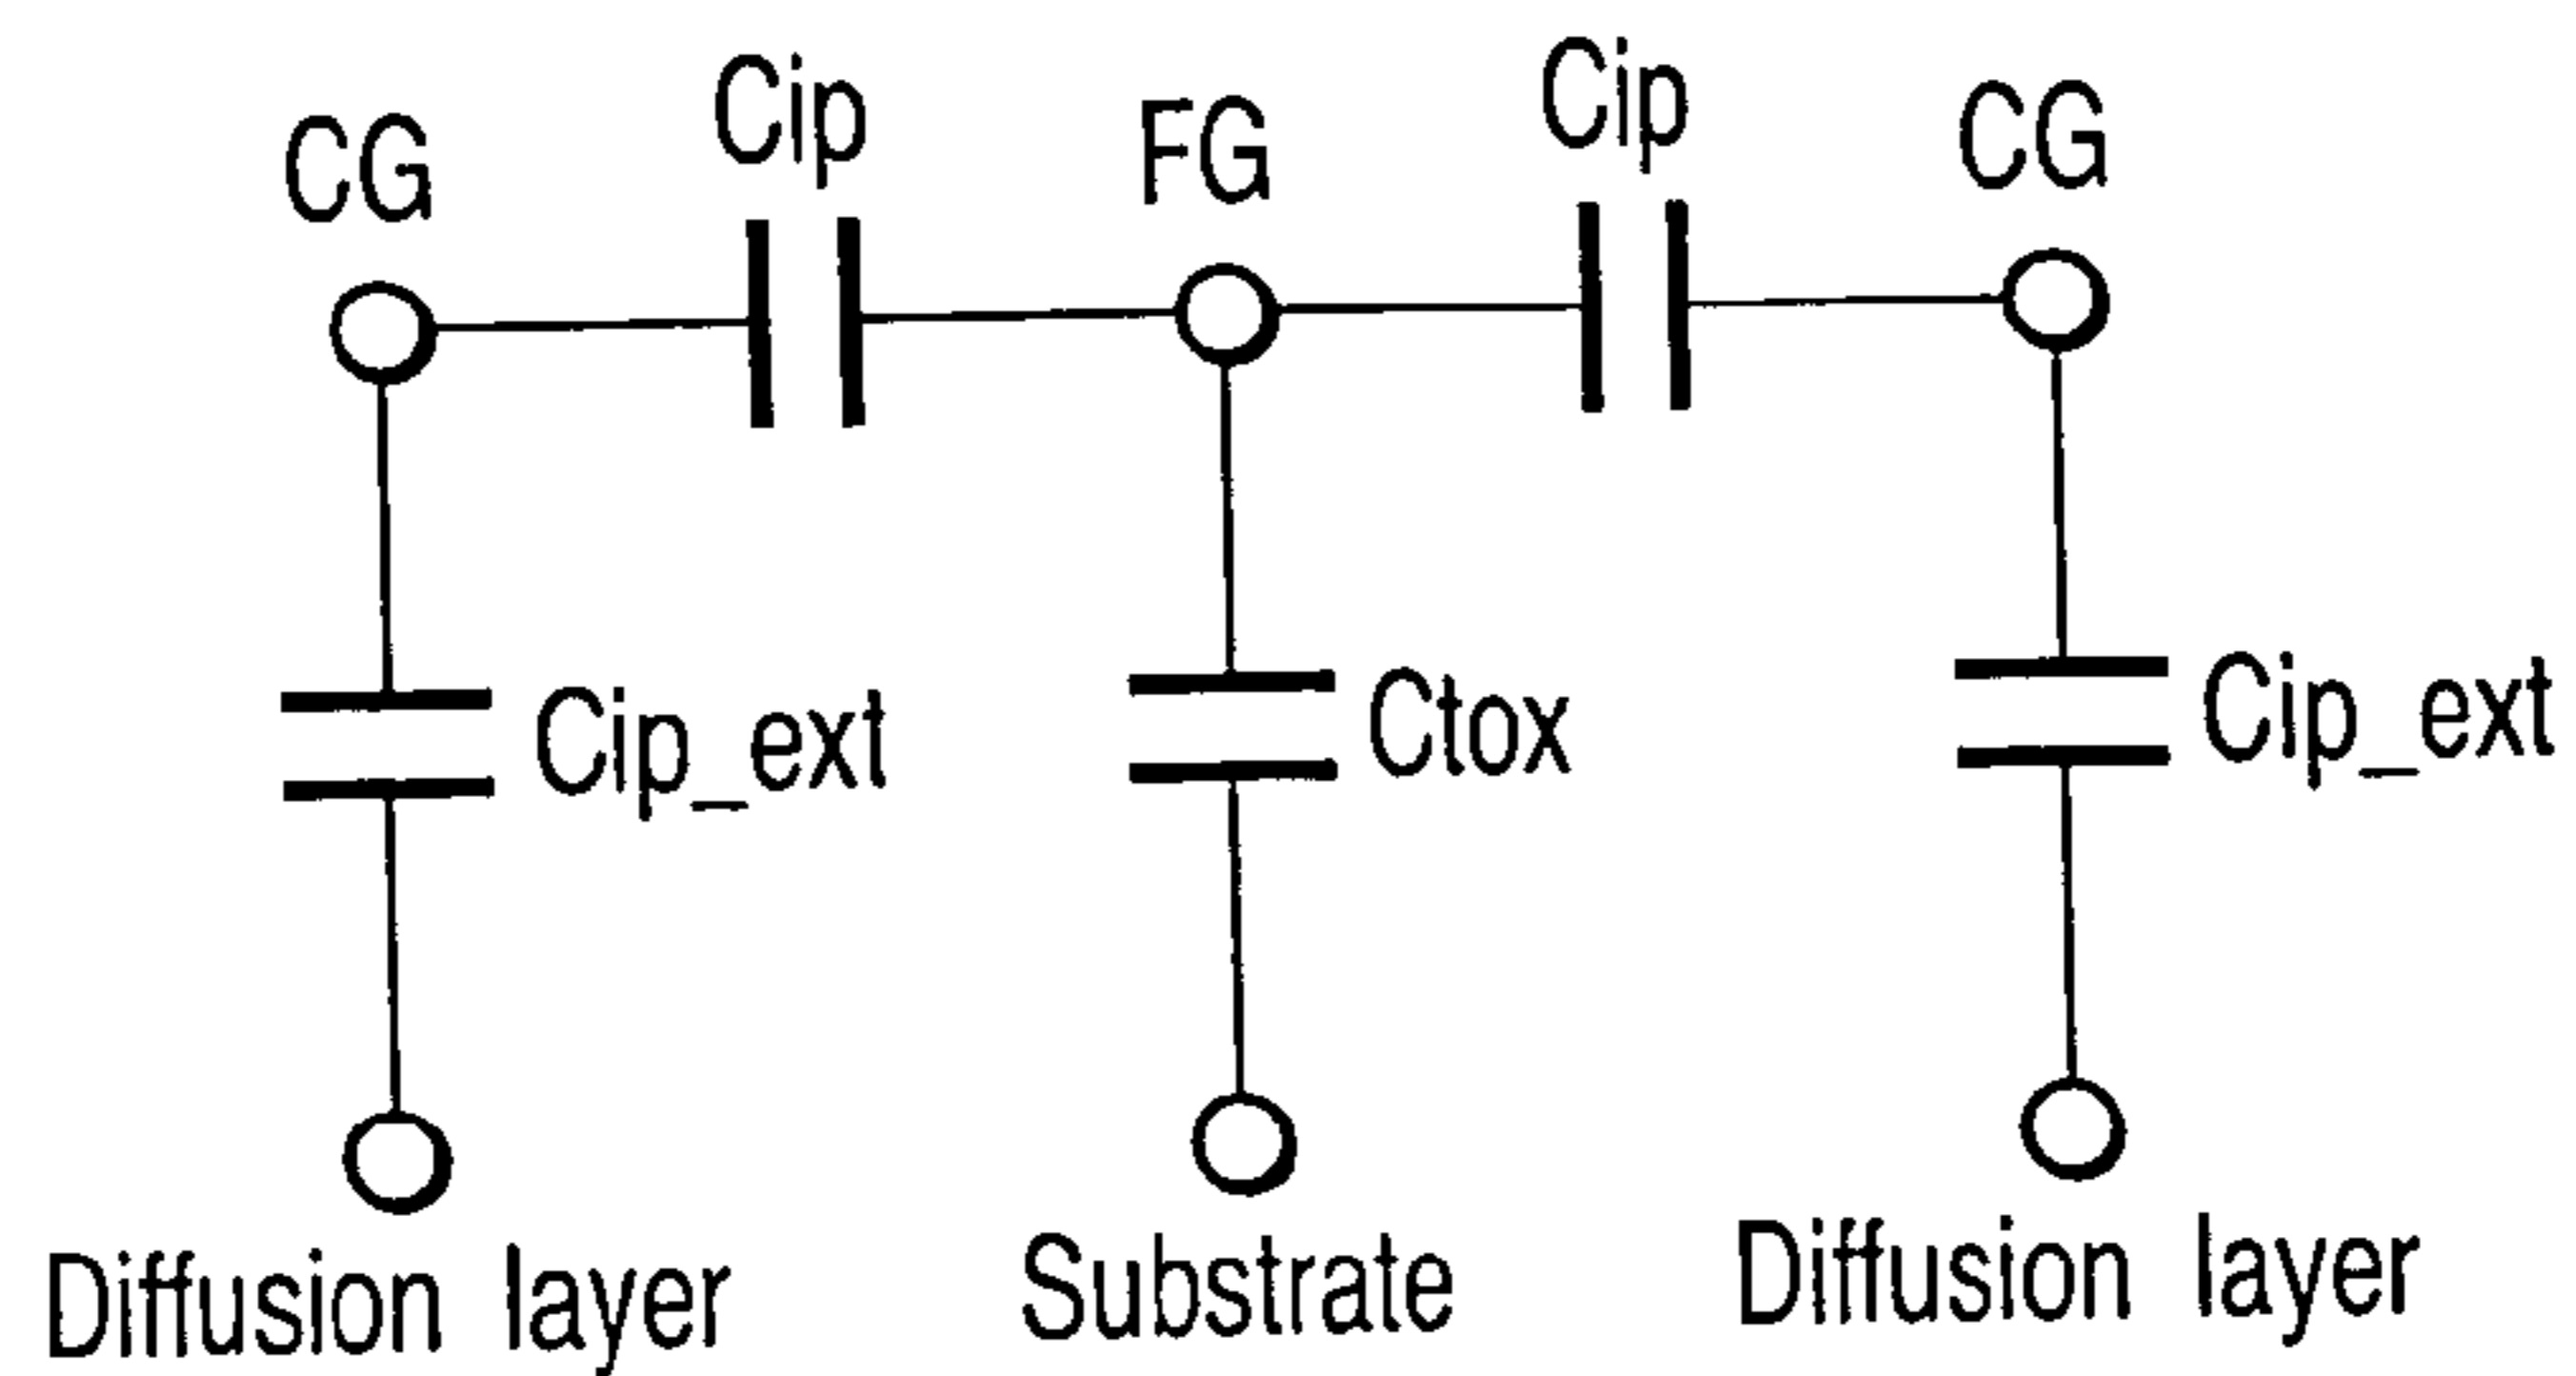 CG
Cip
FG
Cip
CG
Cip_ext
Ctox
Cip_ext
Diffusion layer
Substrate
Diffusion layer